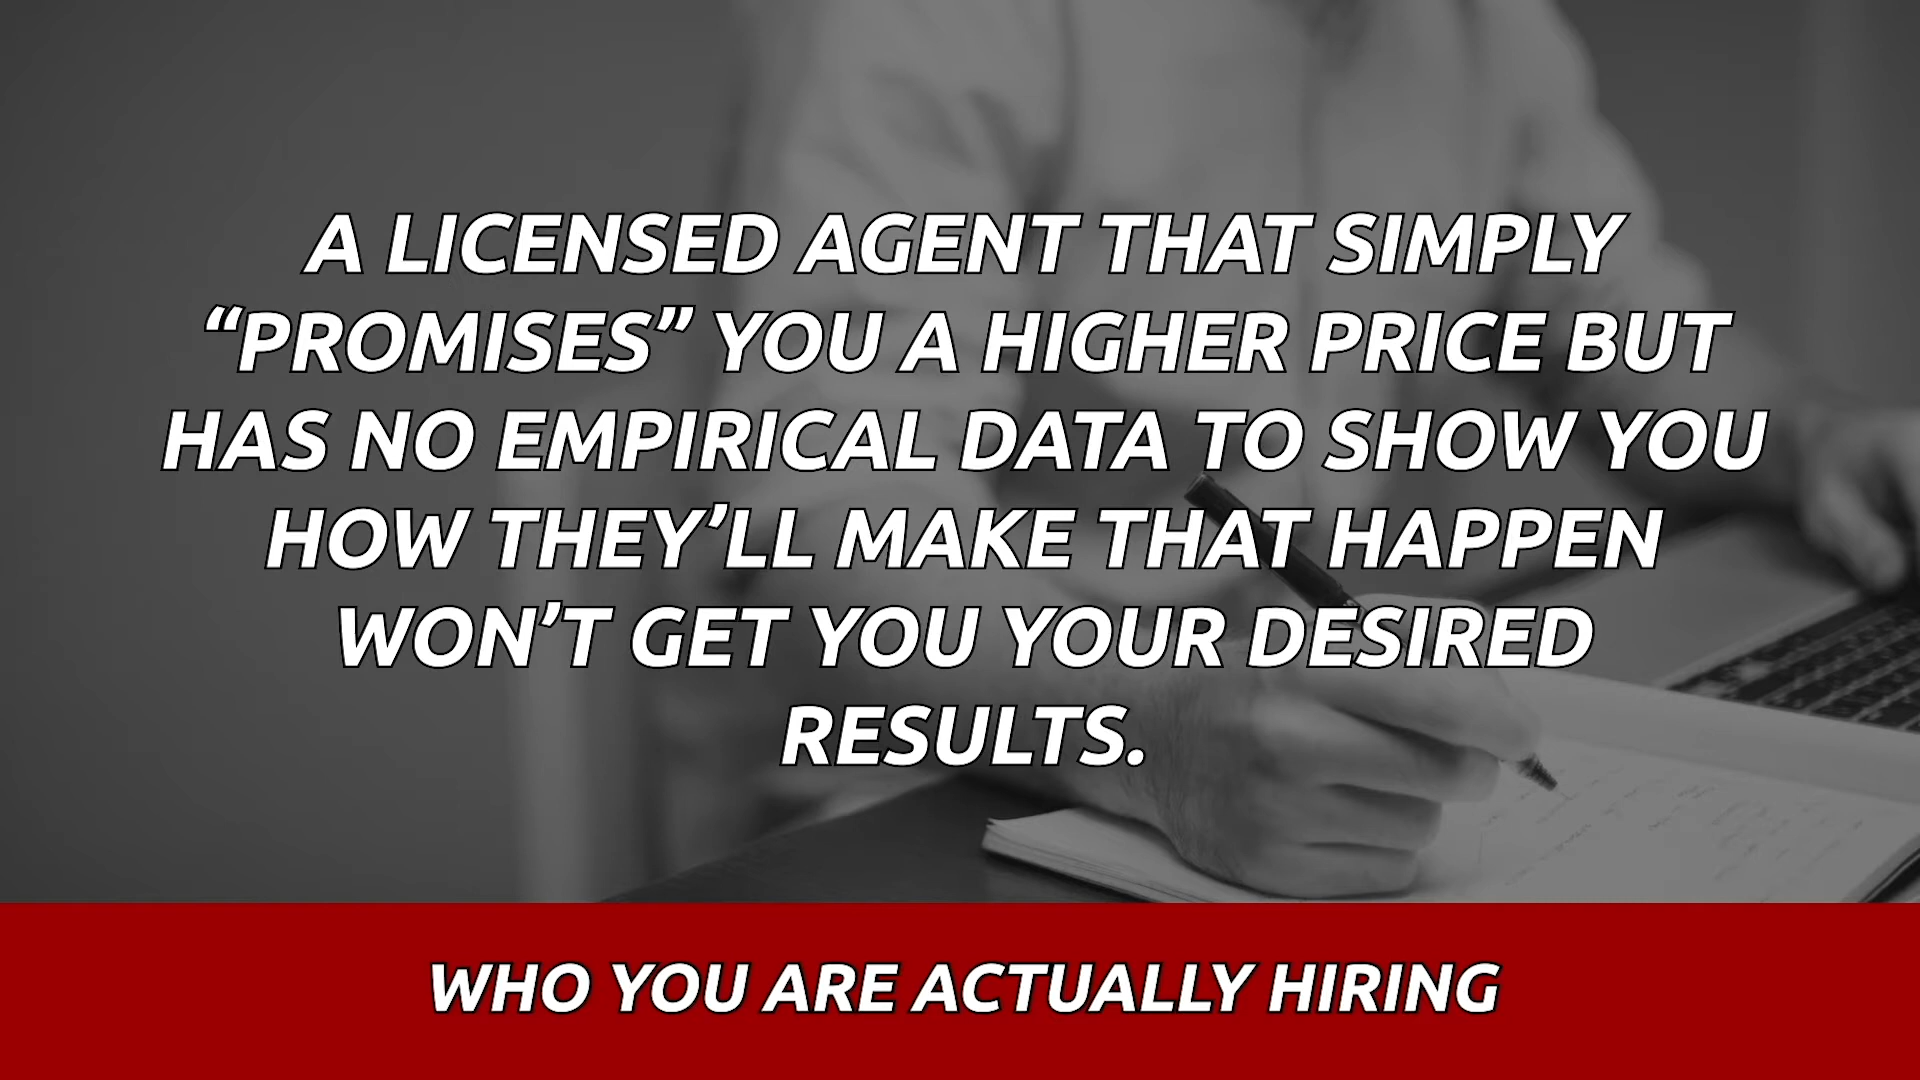 A LICENSED AGENT THAT SIMPLY
“PROMISES” YOU A HIGHER PRICE BUT
HAS NO EMPIRICAL DATA TO SHOW YOU
HOW THEY’LL MAKE THAT HAPPEN
WON’T GET YOU YOUR DESIRED
RESULTS.
WHO YOU ARE ACTUALLY HIRING